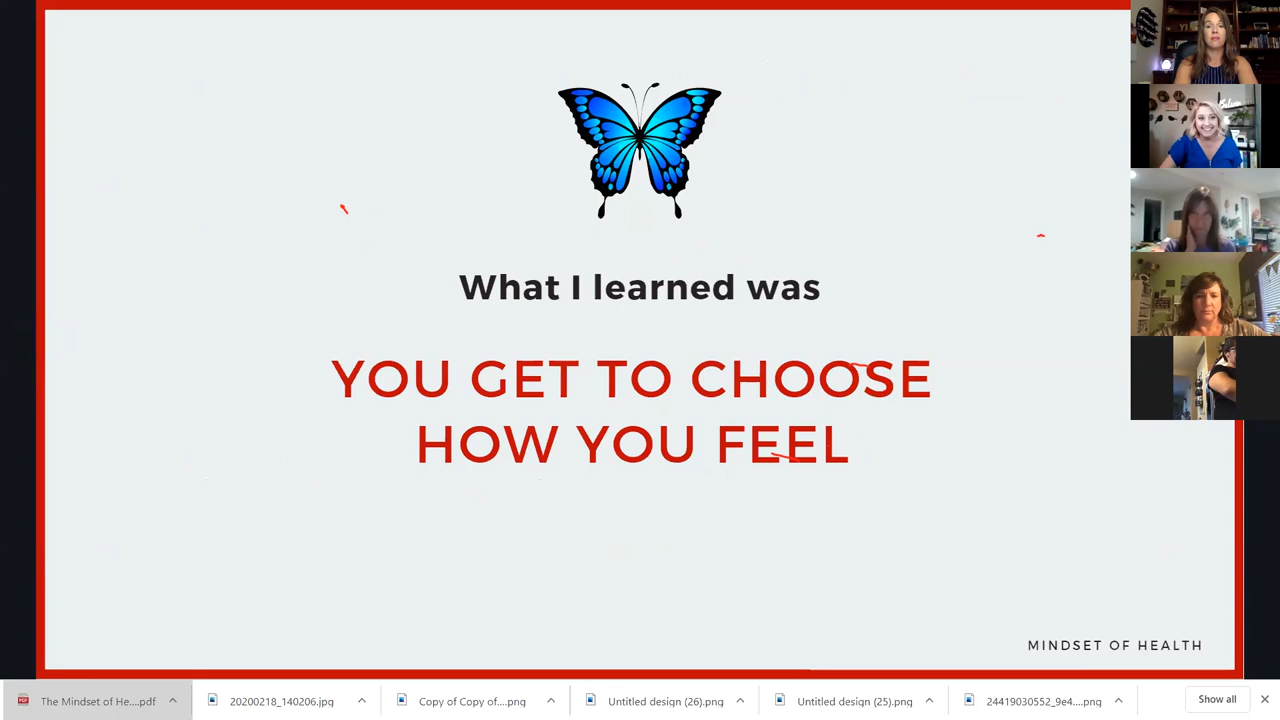 What I learned was
YOU GET TO CHOOSE
HOW YOU FEEL
MINDSET OF HEALTH
The Mindset of He....pdf
20200218_140206.jpg
Copy of Copy of....png
Untitled design (26).png
Untitled design (25).png
24419030552_9e4....png
Show all